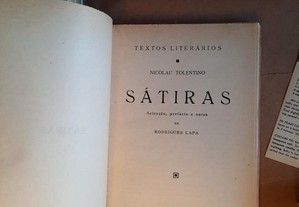 TEXTOS LITERÁRIOS
NICOLAU TOLENTINO
SÁTIRAS
Selecção, prefácio e notas
DE
RODRIGUES LAPA